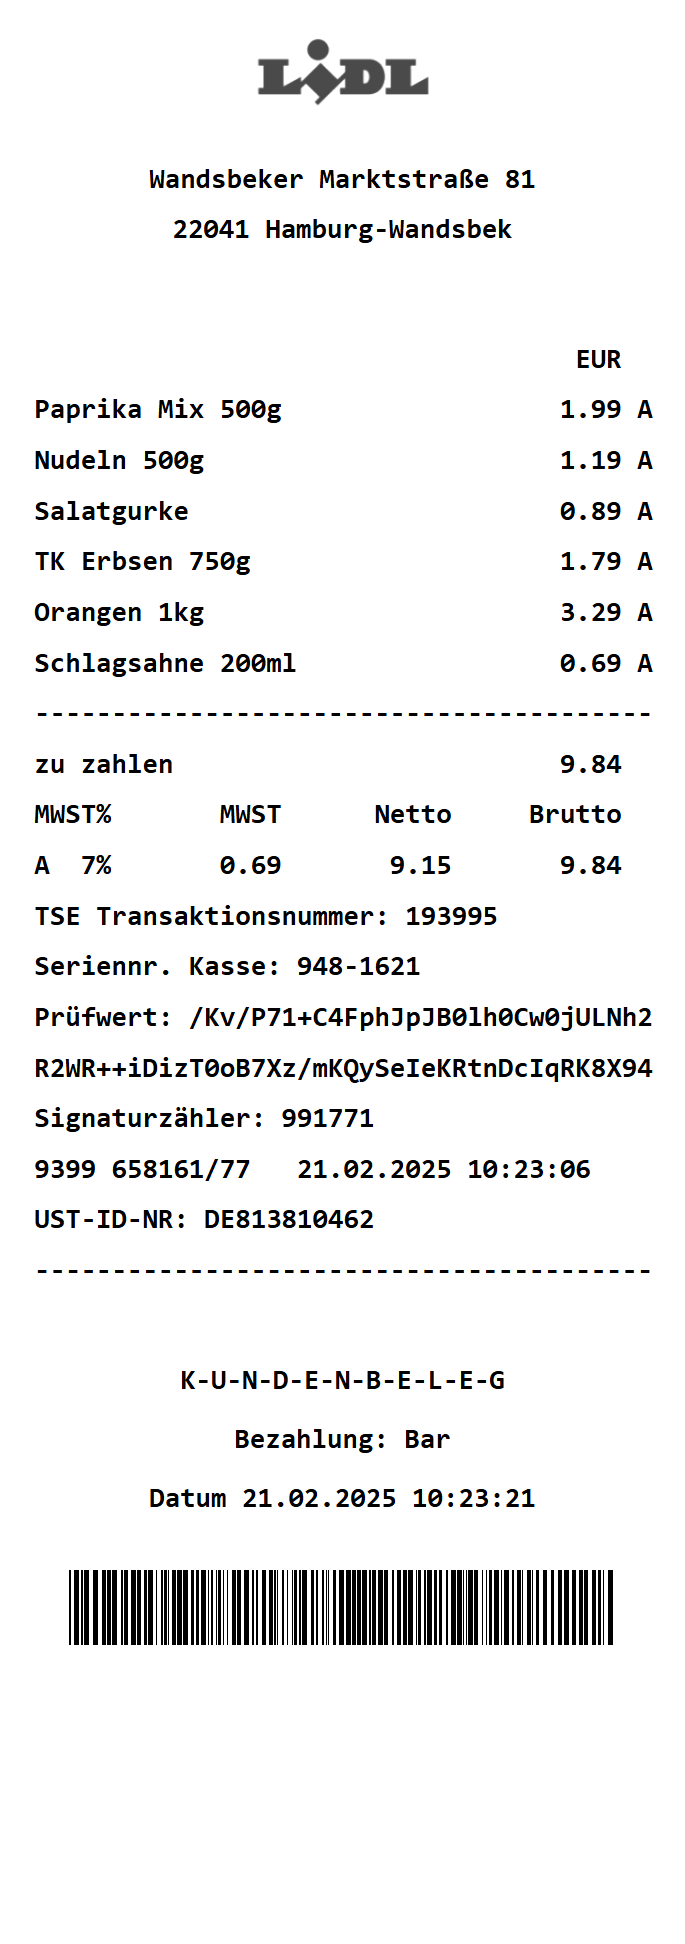 LIDL
Wandsbeker Marktstraße 81
22041 Hamburg-Wandsbek
EUR
Paprika Mix 500g 1.99 A
Nudeln 500g 1.19 A
Salatgurke 0.89 A
TK Erbsen 750g 1.79 A
Orangen 1kg 3.29 A
Schlagsahne 200ml 0.69 A
----------------------------------------
zu zahlen 9.84
MWST% MWST Netto Brutto
A 7% 0.69 9.15 9.84
TSE Transaktionsnummer: 193995
Seriennr. Kasse: 948-1621
Prüfwert: /Kv/P71+C4FphJpJB0lh0Cw0jULNh2
R2WR++iDizT0oB7Xz/mKQySeIeKRtnDcIqRK8X94
Signaturzähler: 991771
9399 658161/77 21.02.2025 10:23:06
UST-ID-NR: DE813810462
----------------------------------------
K-U-N-D-E-N-B-E-L-E-G
Bezahlung: Bar
Datum 21.02.2025 10:23:21